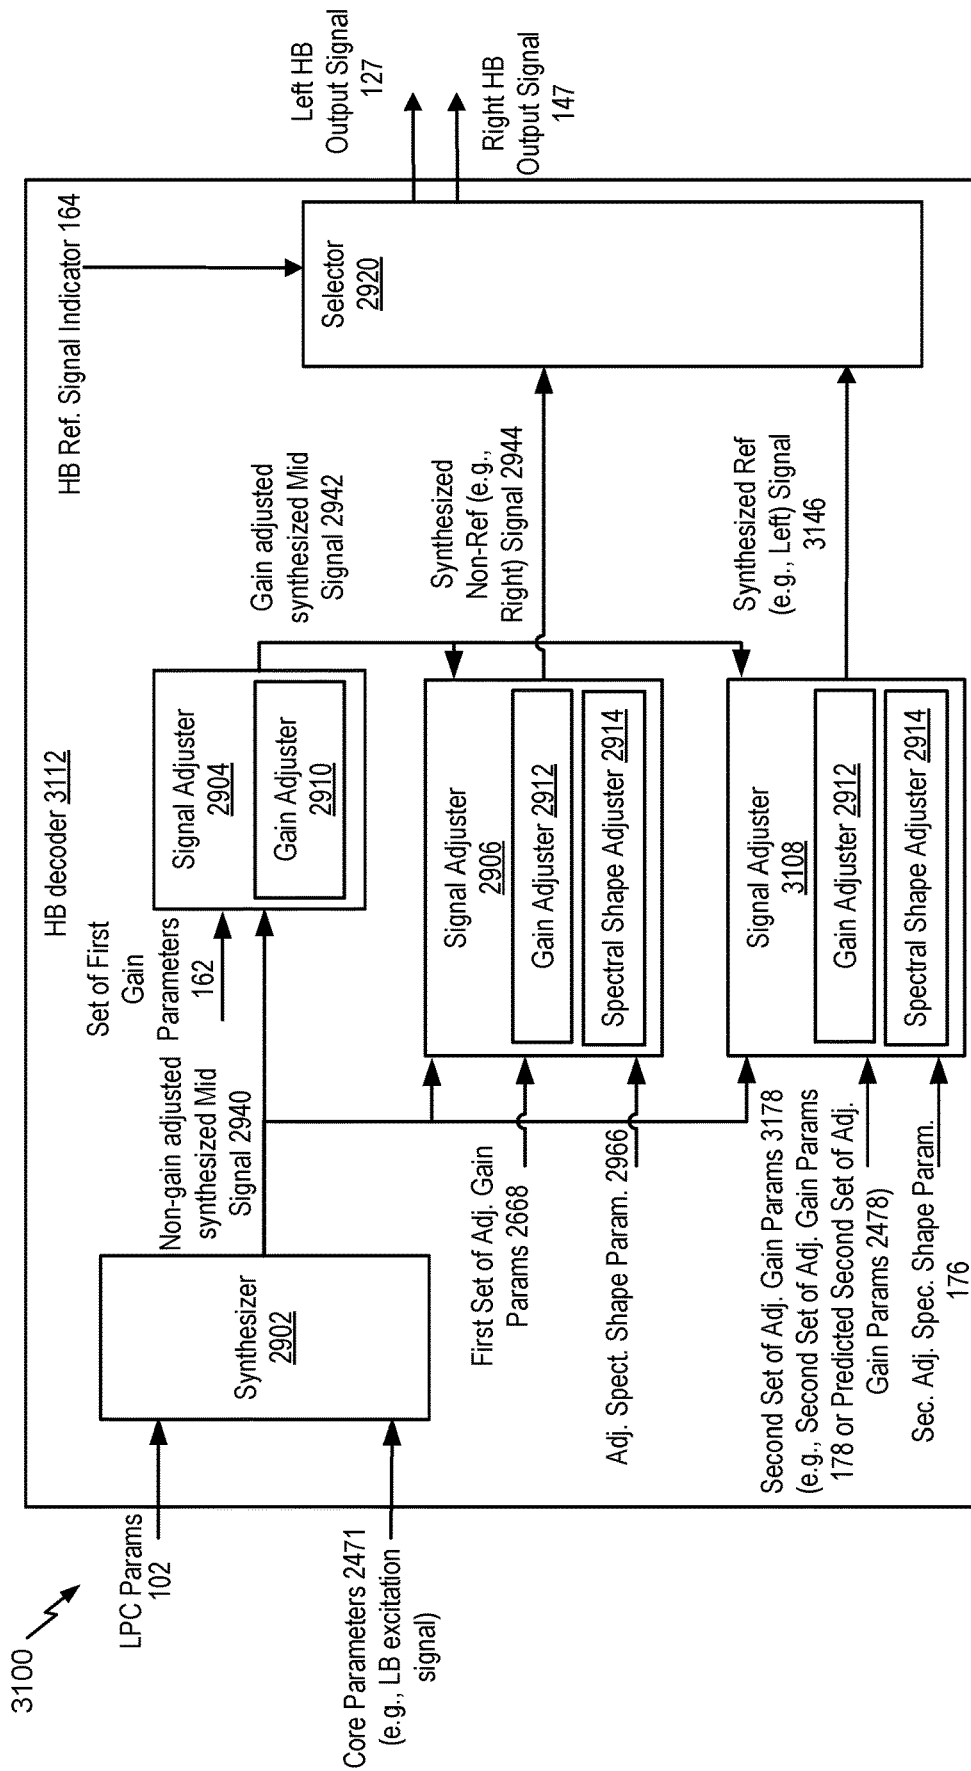 3100
HB decoder 3112
LPC Params
102
Core Parameters 2471
(e.g., LB excitation
signal)
Synthesizer
2902
Non-gain adjusted
synthesized Mid
Signal 2940
Set of First
Gain
Parameters
162
Signal Adjuster
2904
Gain Adjuster
2910
Gain adjusted
synthesized Mid
Signal 2942
HB Ref. Signal Indicator 164
First Set of Adj. Gain
Params 2668
Adj. Spect. Shape Param. 2966
Signal Adjuster
2906
Gain Adjuster 2912
Spectral Shape Adjuster 2914
Synthesized
Non-Ref (e.g.,
Right) Signal 2944
Second Set of Adj. Gain Params 3178
(e.g., Second Set of Adj. Gain Params
178 or Predicted Second Set of Adj.
Gain Params 2478)
Sec. Adj. Spec. Shape Param.
176
Signal Adjuster
3108
Gain Adjuster 2912
Spectral Shape Adjuster 2914
Synthesized Ref
(e.g., Left) Signal
3146
Selector
2920
Left HB
Output Signal
127
Right HB
Output Signal
147